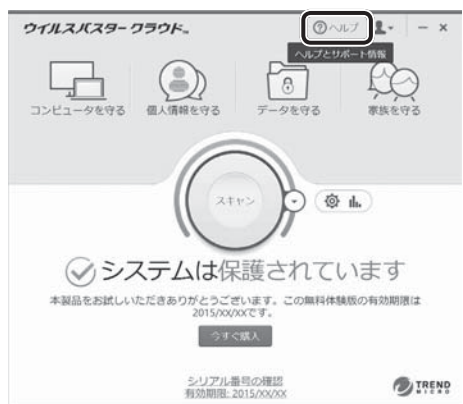 ウイルスバスター クラウド™
ヘルプ
ヘルプとサポート情報
コンピュータを守る
個人情報を守る
データを守る
家族を守る
スキャン
システムは保護されています
本製品をお試しいただきありがとうございます。この無料体験版の有効期限は
2015/xx/xxです。
今すぐ購入
シリアル番号の確認
有効期限: 2015/xx/xx
TREND
MICRO